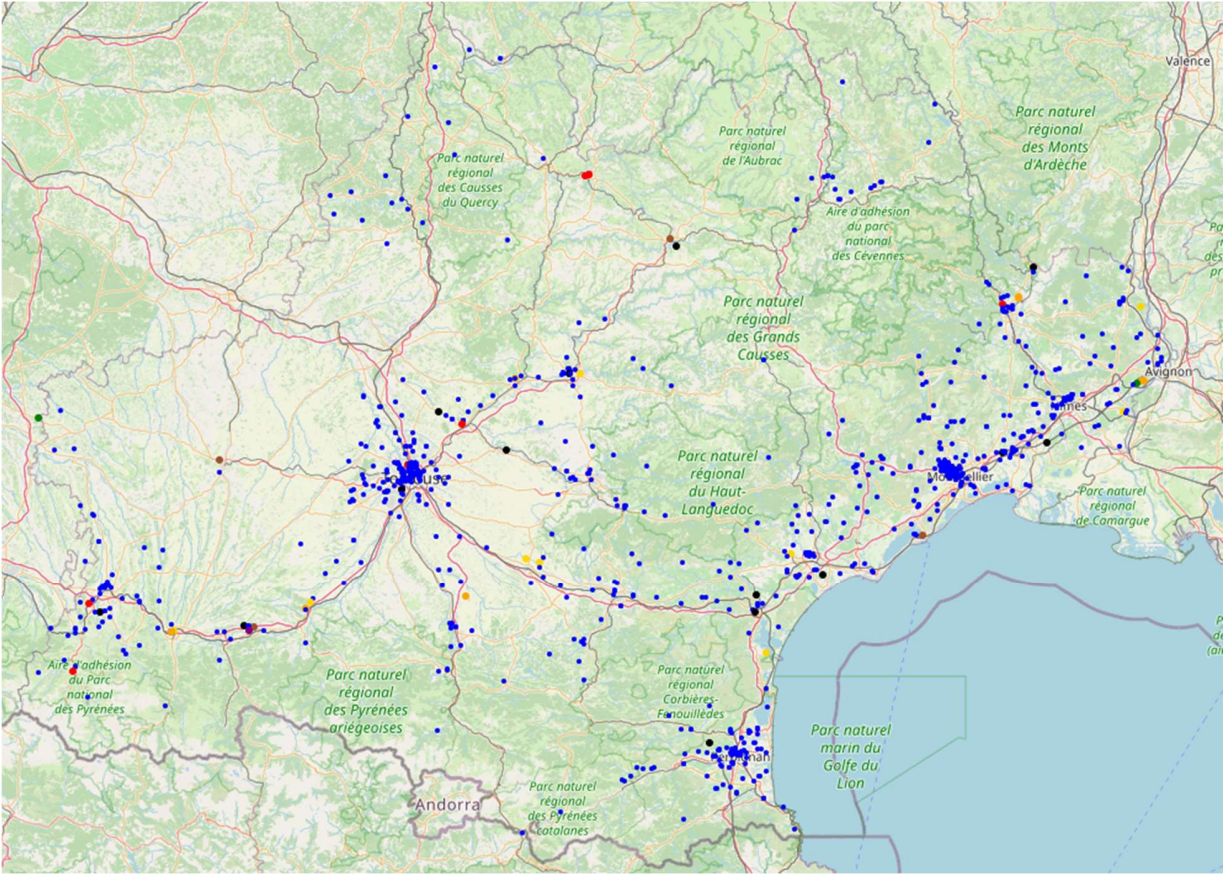 Valence
Parc naturel
régional
des Monts
d'Ardèche
Parc naturel
régional
de l'Aubrac
Parc naturel
régional
des Causses
du Quercy
Aire d'adhésion
du parc
national
des Cévennes
Parc naturel
régional
des Grands
Causses
Avignon
Parc naturel
régional
du Haut-
Languedoc
Parc naturel
régional
de Camargue
Aire d'adhésion
du Parc
national
des Pyrénées
Parc naturel
régional
des Pyrénées
ariégeoises
Parc naturel
régional
Corbières-
Fenouillèdes
Parc naturel
marin du
Golfe du
Lion
Andorra
Parc naturel
régional
des Pyrénées
catalanes